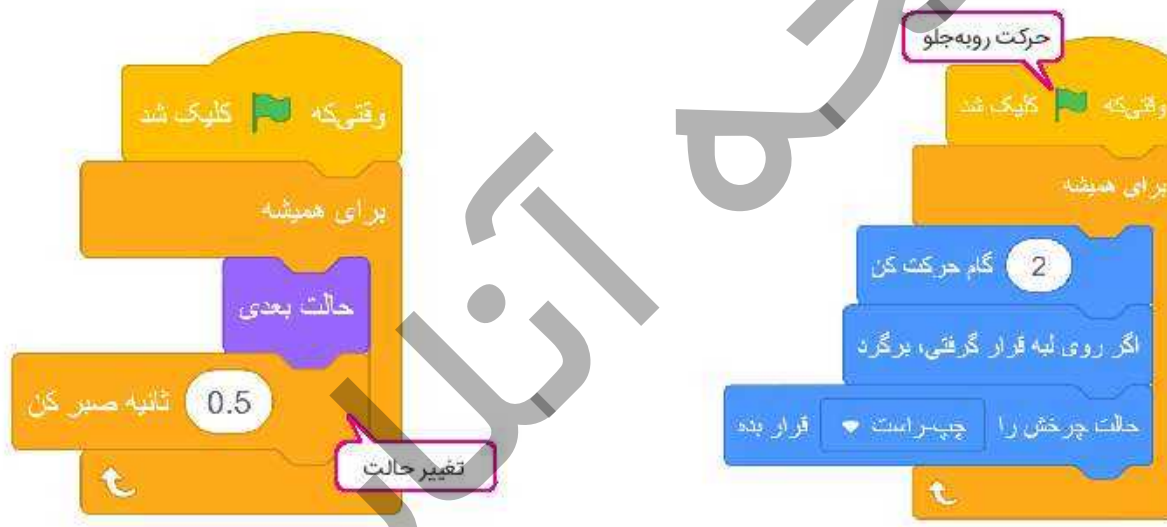 حرکت روبه‌جلو
وقتی‌که کلیک شد
برای همیشه
2 گام حرکت کن
اگر روی لبه قرار گرفتی، برگرد
حالت چرخش را چپ-راست قرار بده
وقتی‌که کلیک شد
برای همیشه
حالت بعدی
0.5 ثانیه صبر کن
تغییر حالت